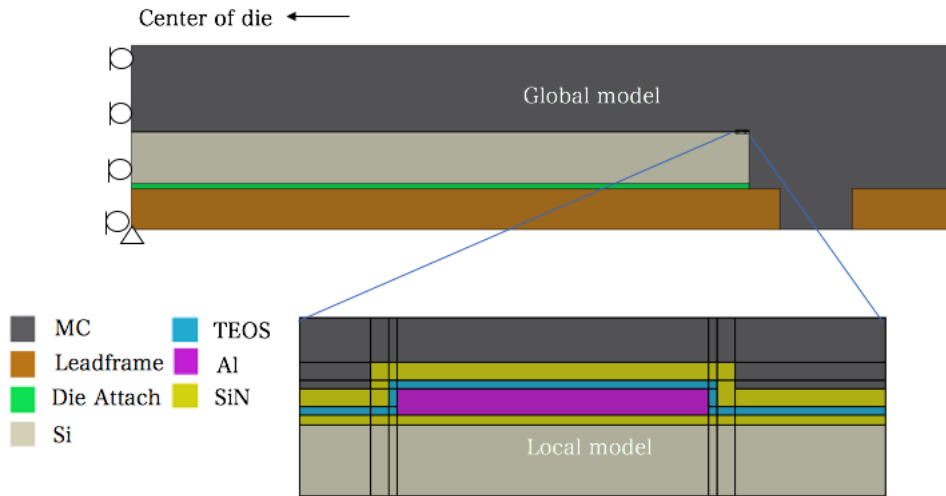 Center of die
Global model
MC
TEOS
Leadframe
Al
Die Attach
SiN
Si
Local model